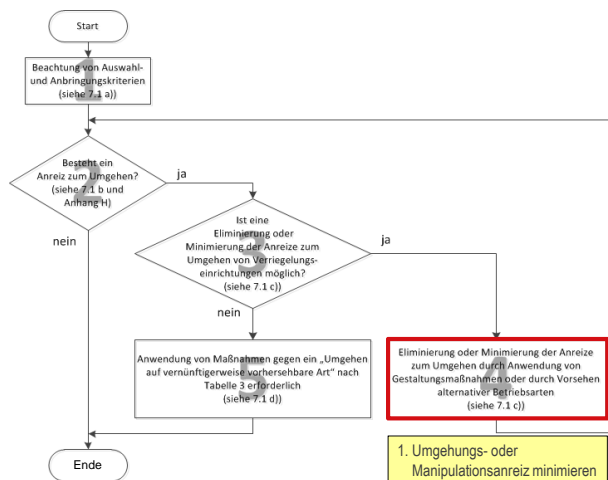 Start
1
Beachtung von Auswahl-
und Anbringungskriterien
(siehe 7.1 a))
2
Besteht ein
Anreiz zum Umgehen?
(siehe 7.1 b und
Anhang H)
ja
nein
3
Ist eine
Eliminierung oder
Minimierung der Anreize zum
Umgehen von Verriegelungs-
einrichtungen möglich?
(siehe 7.1 c))
ja
nein
5
Anwendung von Maßnahmen gegen ein „Umgehen
auf vernünftigerweise vorhersehbare Art" nach
Tabelle 3 erforderlich
(siehe 7.1 d))
4
Eliminierung oder Minimierung der Anreize
zum Umgehen durch Anwendung von
Gestaltungsmaßnahmen oder durch Vorsehen
alternativer Betriebsarten
(siehe 7.1 c))
Ende
1. Umgehungs- oder
Manipulationsanreiz minimieren